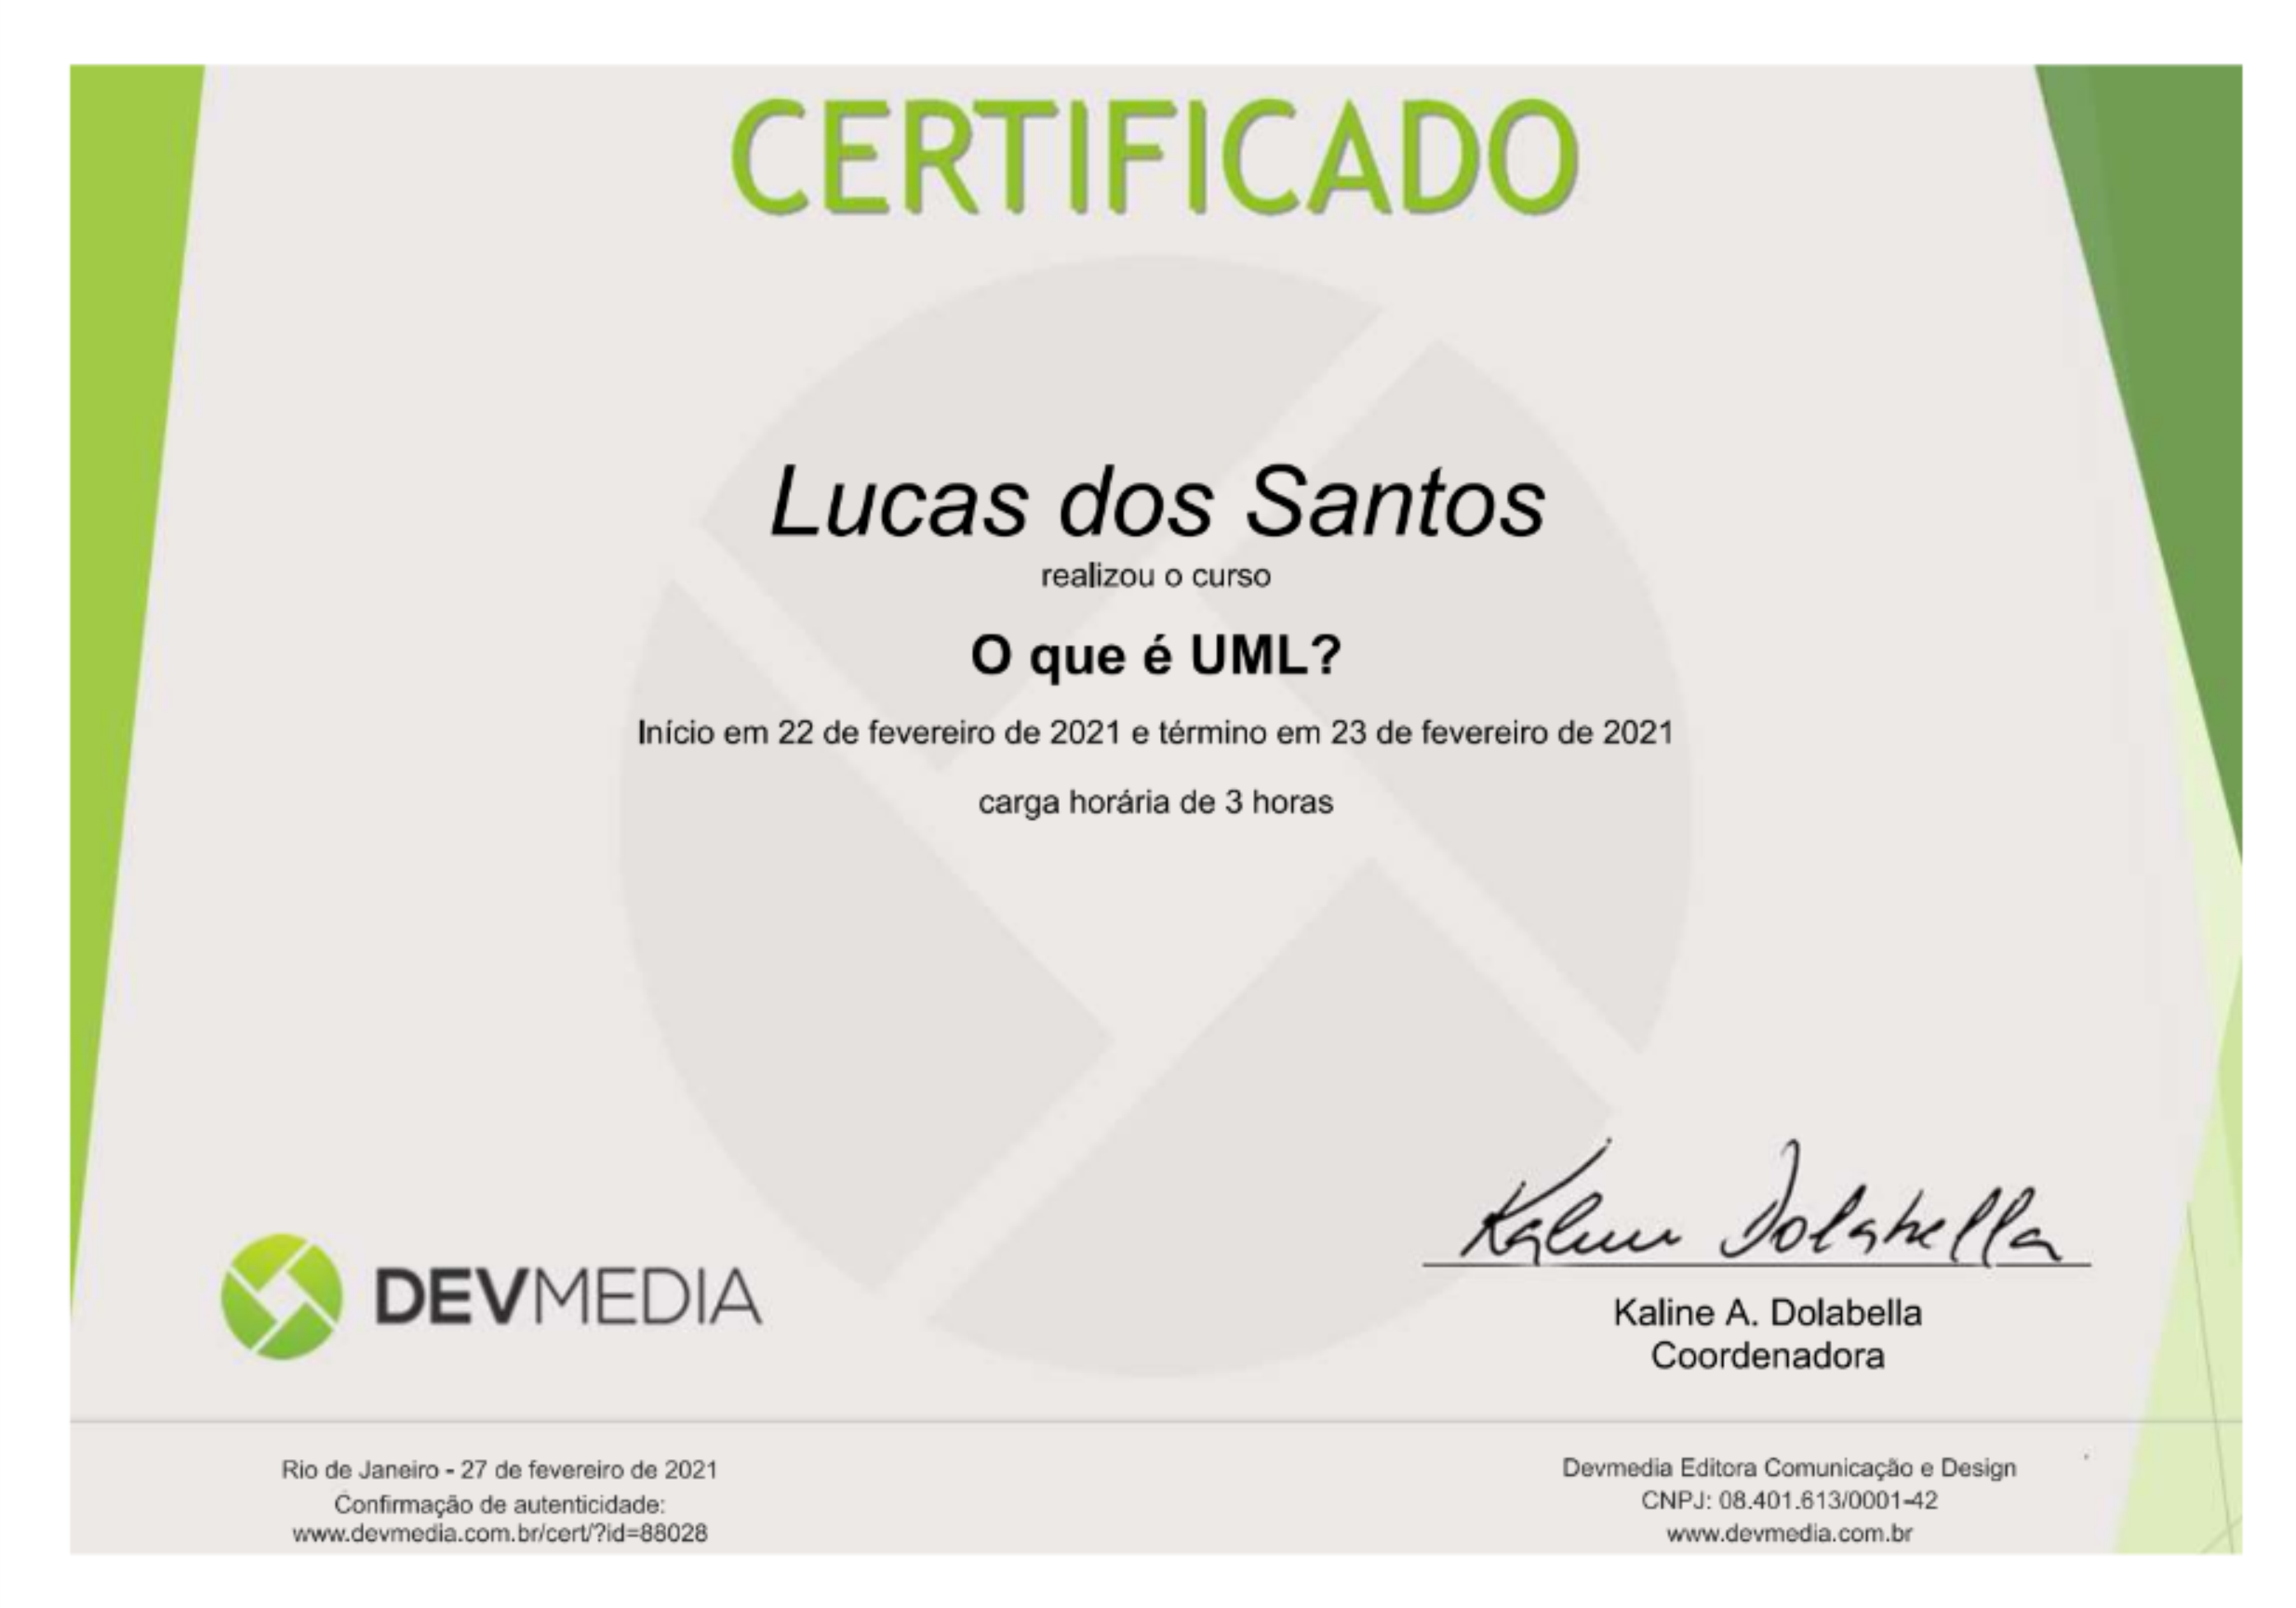 CERTIFICADO
Lucas dos Santos
realizou o curso
O que é UML?
Início em 22 de fevereiro de 2021 e término em 23 de fevereiro de 2021
carga horária de 3 horas
Kaline Dolabella
DEVMEDIA
Kaline A. Dolabella
Coordenadora
Rio de Janeiro - 27 de fevereiro de 2021
Confirmação de autenticidade:
www.devmedia.com.br/cert/?id=88028
Devmedia Editora Comunicação e Design
CNPJ: 08.401.613/0001-42
www.devmedia.com.br